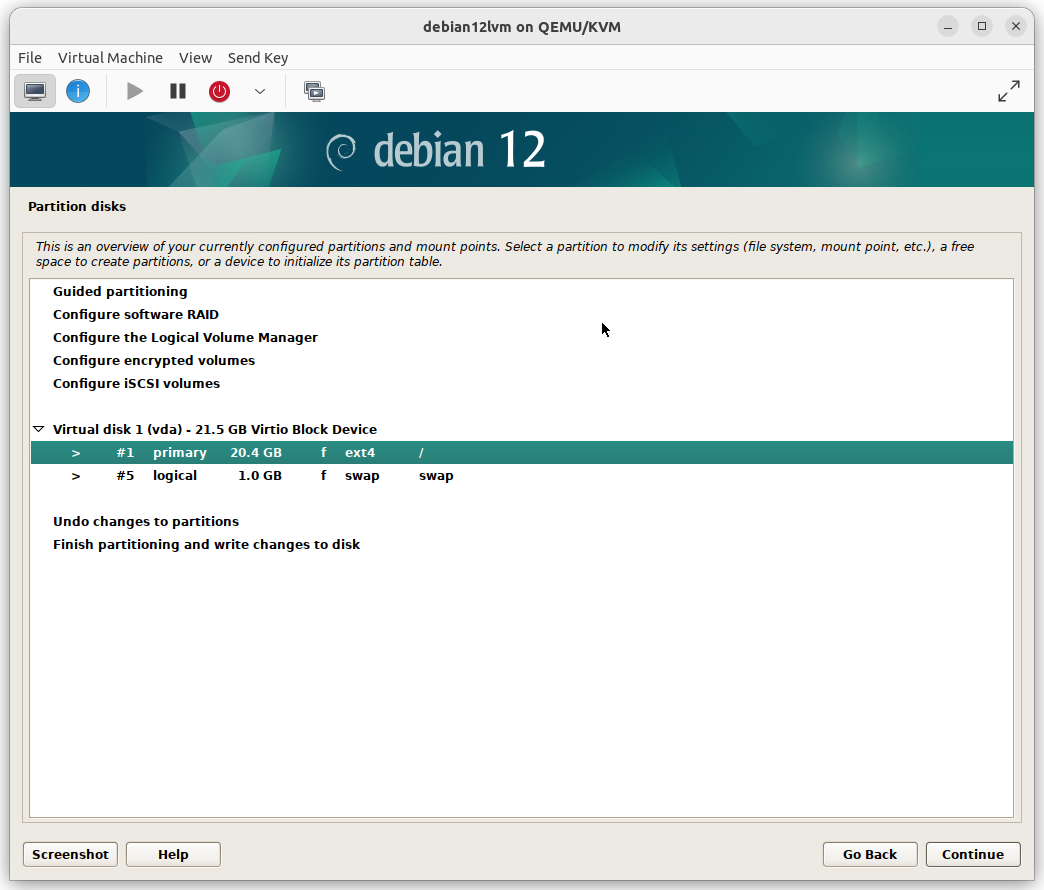 debian12lvm on QEMU/KVM
File Virtual Machine View Send Key
debian 12
Partition disks
This is an overview of your currently configured partitions and mount points. Select a partition to modify its settings (file system, mount point, etc.), a free
space to create partitions, or a device to initialize its partition table.
Guided partitioning
Configure software RAID
Configure the Logical Volume Manager
Configure encrypted volumes
Configure iSCSI volumes
Virtual disk 1 (vda) - 21.5 GB Virtio Block Device
> #1 primary 20.4 GB f ext4 /
> #5 logical 1.0 GB f swap swap
Undo changes to partitions
Finish partitioning and write changes to disk
Screenshot Help Go Back Continue